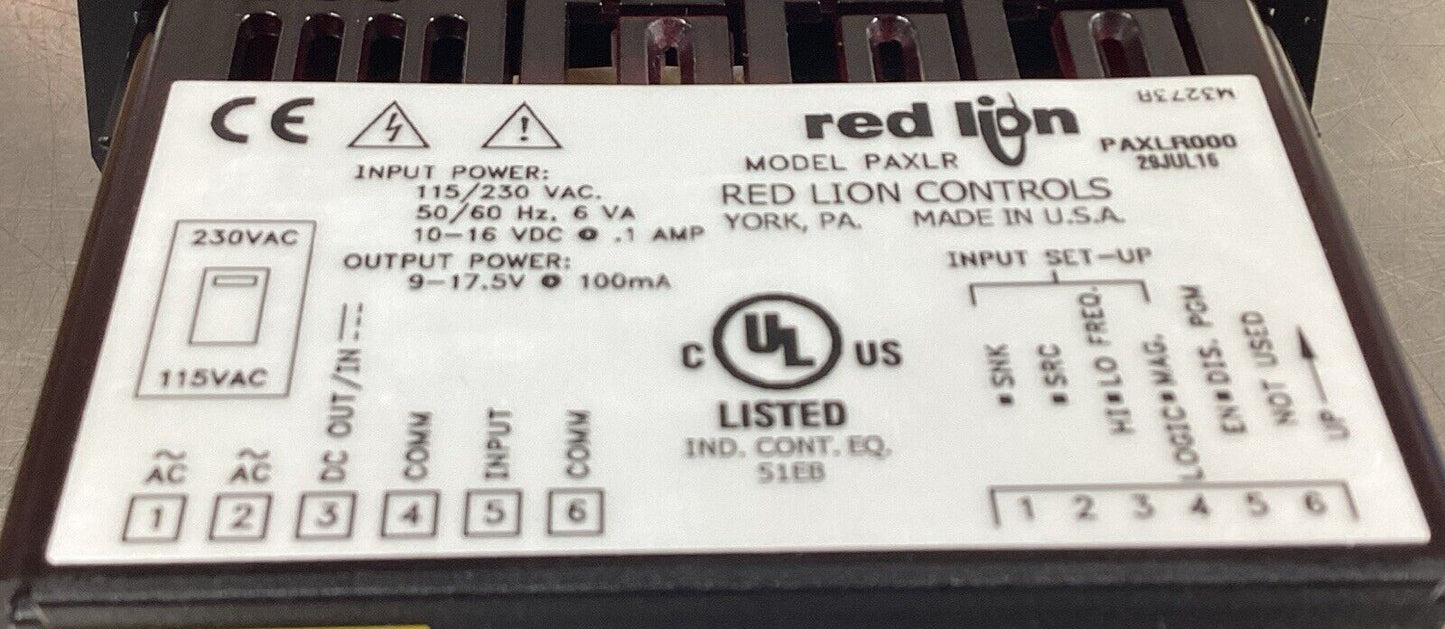 CE
red lion
M3273A
PAXLR000
29JUL16
MODEL PAXLR
RED LION CONTROLS
YORK, PA. MADE IN U.S.A.
INPUT POWER:
115/230 VAC.
50/60 Hz, 6 VA
10-16 VDC @ .1 AMP
OUTPUT POWER:
9-17.5V @ 100mA
230VAC
115VAC
INPUT SET-UP
C UL US
LISTED
IND. CONT. EQ.
51EB
AC
AC
DC OUT/IN
COMM
INPUT
COMM
1 2 3 4 5 6
SNK
SRC
HI LO FREQ.
LOGIC MAG.
EN DIS. PGM
NOT USED
UP
1 2 3 4 5 6